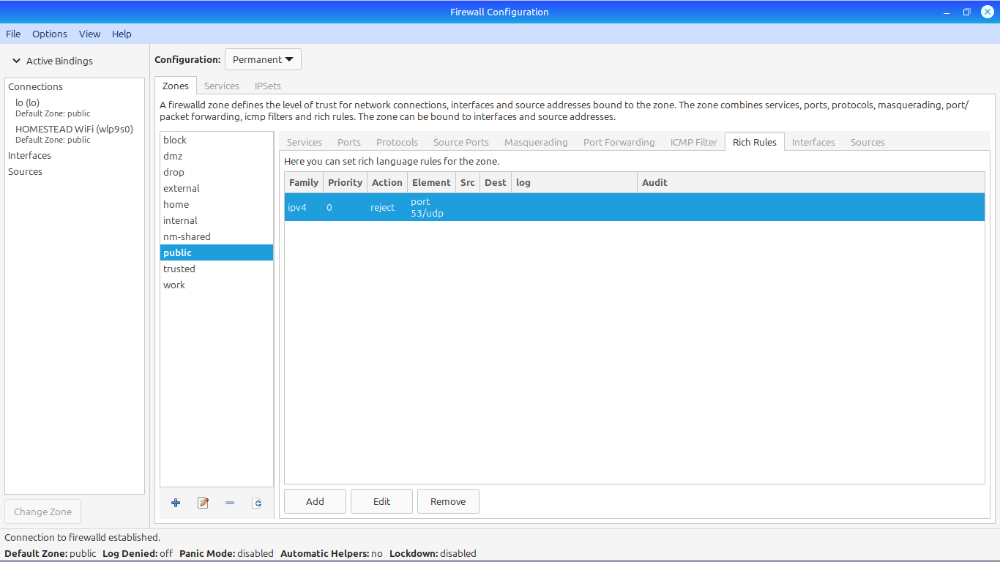 Firewall Configuration
File Options View Help
Active Bindings
Connections
lo (lo)
Default Zone: public
HOMESTEAD WiFi (wlp9s0)
Default Zone: public
Interfaces
Sources
Change Zone
Configuration: Permanent
Zones Services IPSets
A firewalld zone defines the level of trust for network connections, interfaces and source addresses bound to the zone. The zone combines services, ports, protocols, masquerading, port/
packet forwarding, icmp filters and rich rules. The zone can be bound to interfaces and source addresses.
block
dmz
drop
external
home
internal
nm-shared
public
trusted
work
Services Ports Protocols Source Ports Masquerading Port Forwarding ICMP Filter Rich Rules Interfaces Sources
Here you can set rich language rules for the zone.
Family Priority Action Element Src Dest log Audit
ipv4 0 reject port
53/udp
Add Edit Remove
Connection to firewalld established.
Default Zone: public Log Denied: off Panic Mode: disabled Automatic Helpers: no Lockdown: disabled